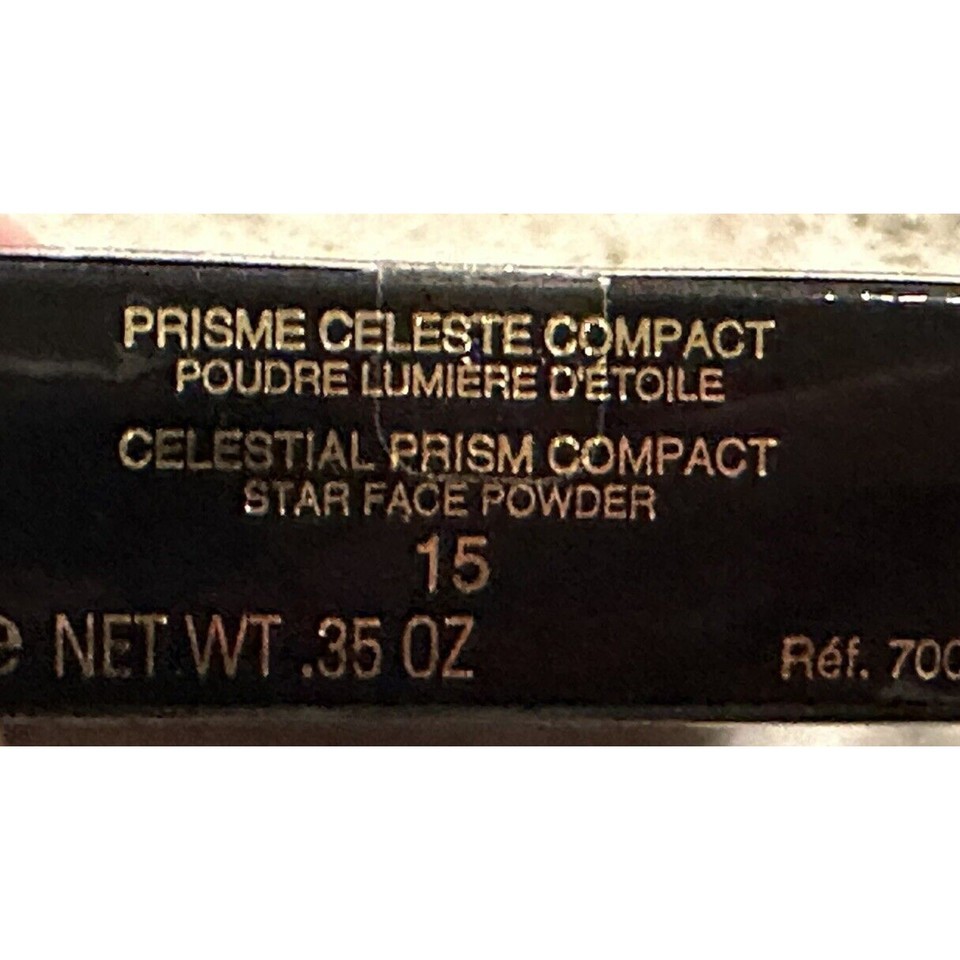 PRISME CELESTE COMPACT
POUDRE LUMIÈRE D'ÉTOILE
CELESTIAL PRISM COMPACT
STAR FACE POWDER
15
e NET WT .35 OZ
Réf. 700